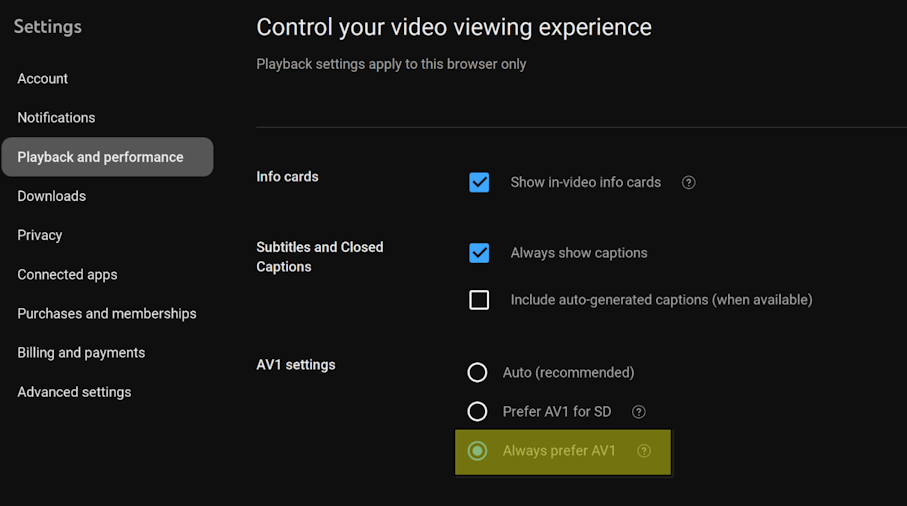 Settings
Account
Notifications
Playback and performance
Downloads
Privacy
Connected apps
Purchases and memberships
Billing and payments
Advanced settings
Control your video viewing experience
Playback settings apply to this browser only
Info cards
Show in-video info cards ?
Subtitles and Closed
Captions
Always show captions
Include auto-generated captions (when available)
AV1 settings
Auto (recommended)
Prefer AV1 for SD ?
Always prefer AV1 ?